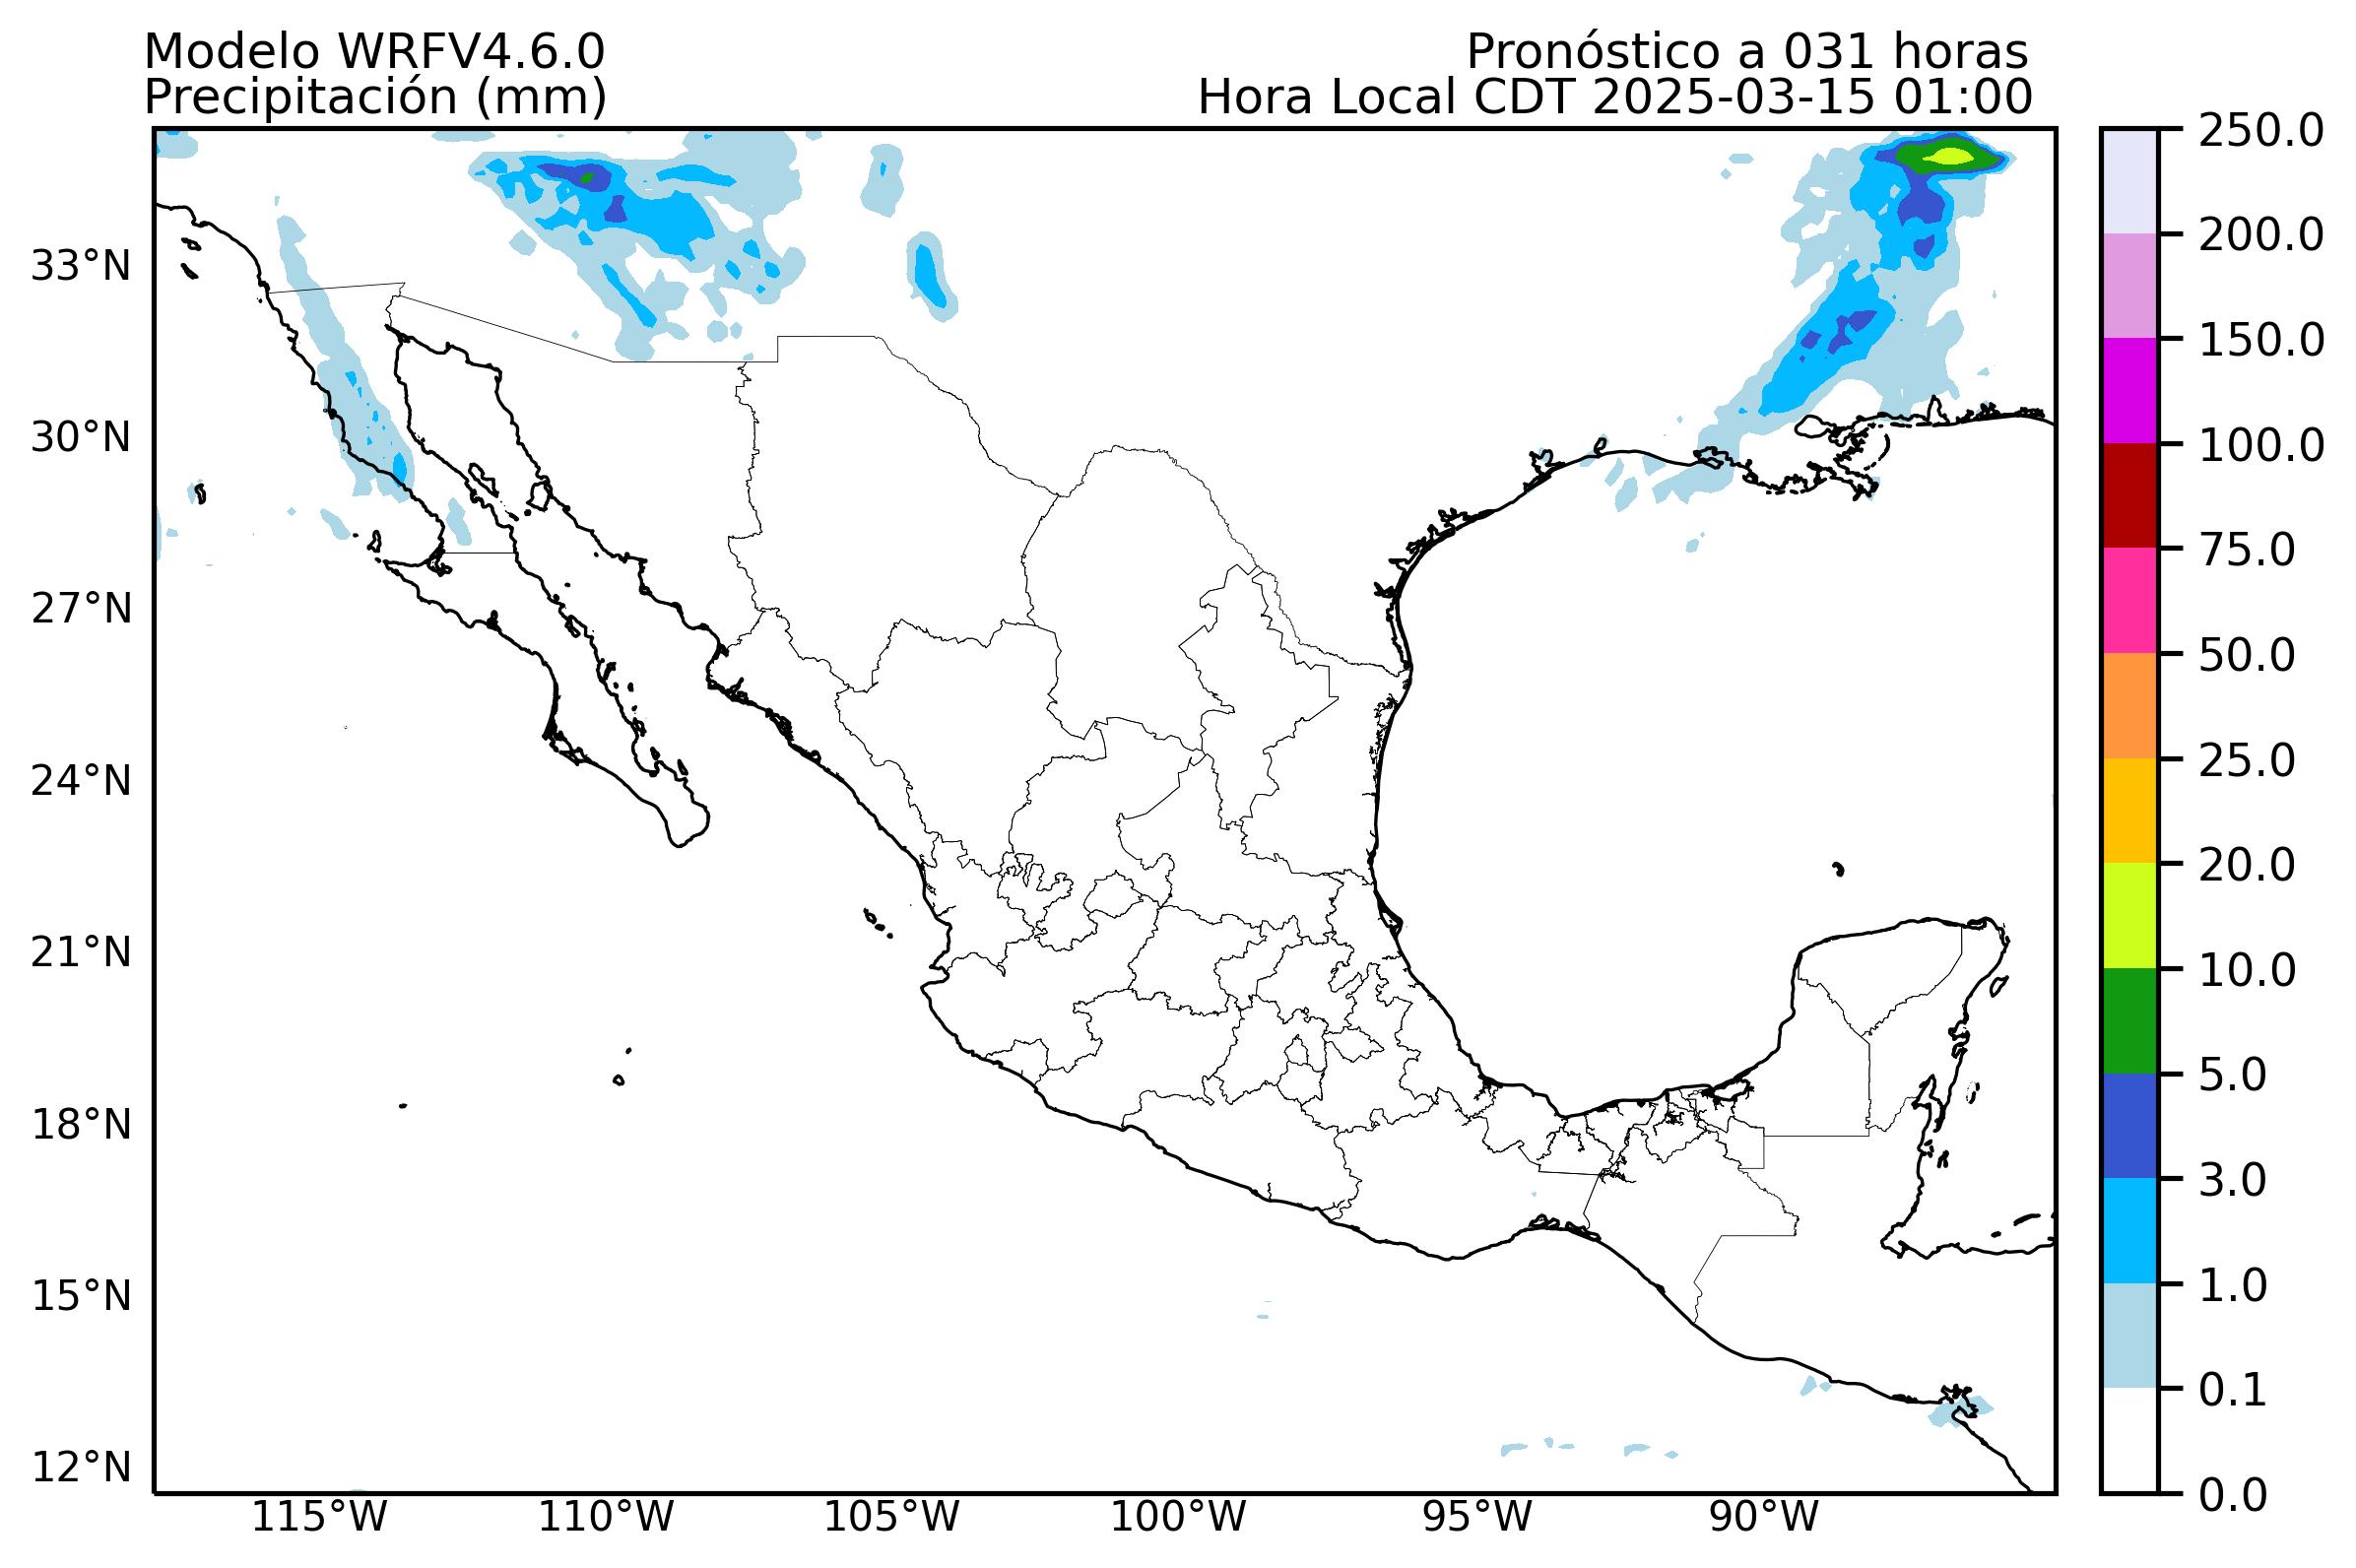 Modelo WRFV4.6.0
Precipitación (mm)
Pronóstico a 031 horas
Hora Local CDT 2025-03-15 01:00
33°N
30°N
27°N
24°N
21°N
18°N
15°N
12°N
115°W
110°W
105°W
100°W
95°W
90°W
250.0
200.0
150.0
100.0
75.0
50.0
25.0
20.0
10.0
5.0
3.0
1.0
0.1
0.0